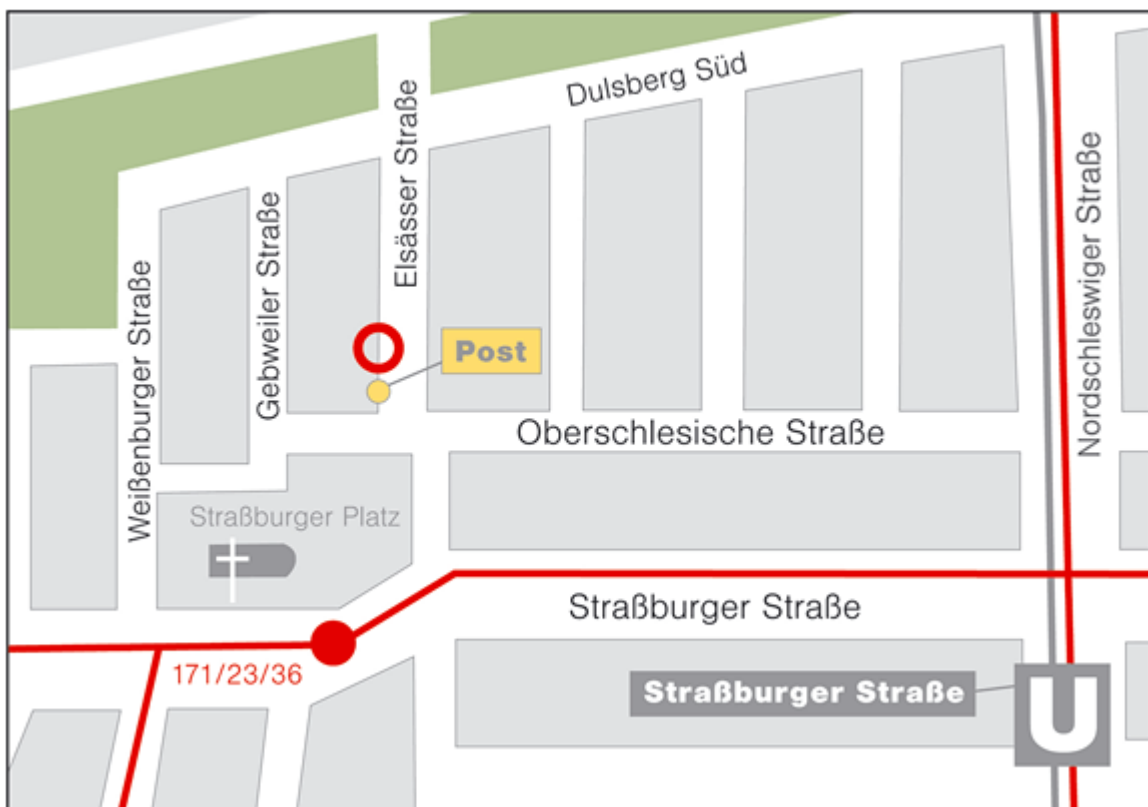 Dulsberg Süd
Elsässer Straße
Gebweiler Straße
Weißenburger Straße
Nordschleswiger Straße
Post
Oberschlesische Straße
Straßburger Platz
Straßburger Straße
171/23/36
Straßburger Straße
U